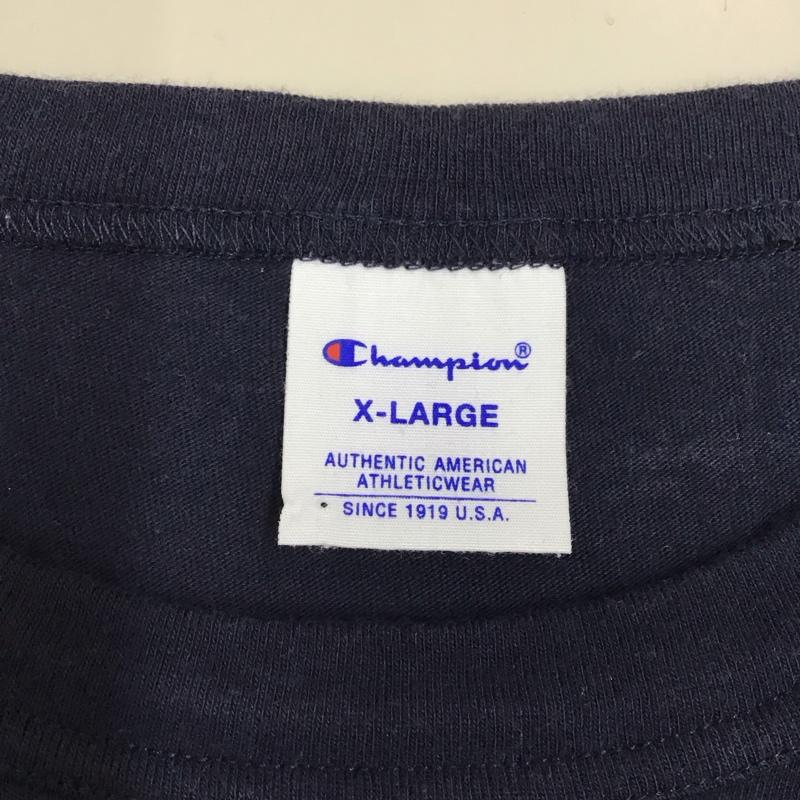 Champion®
X-LARGE
AUTHENTIC AMERICAN
ATHLETICWEAR
SINCE 1919 U.S.A.